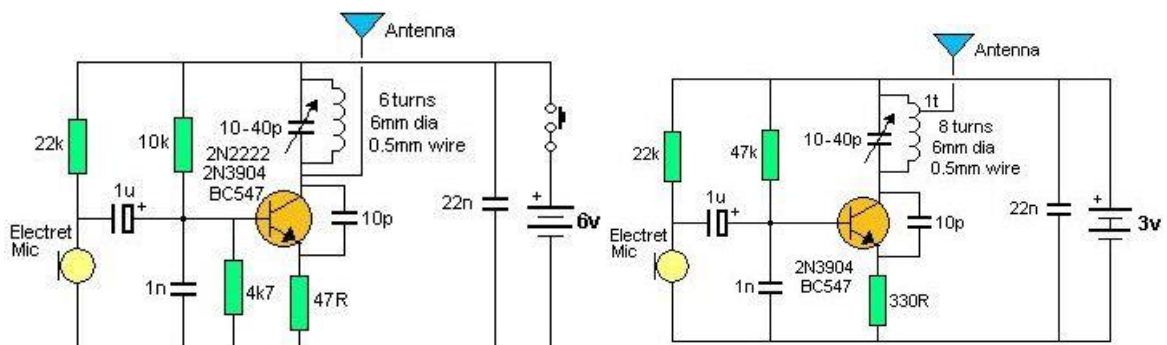 Antenna
6 turns
6mm dia
0.5mm wire
22k
10k
10-40p
2N2222
2N3904
BC547
1u
+
10p
22n
+
6v
Electret
Mic
1n
4k7
47R
Antenna
1t
8 turns
6mm dia
0.5mm wire
22k
47k
10-40p
1u
+
10p
22n
+
3v
Electret
Mic
1n
2N3904
BC547
330R